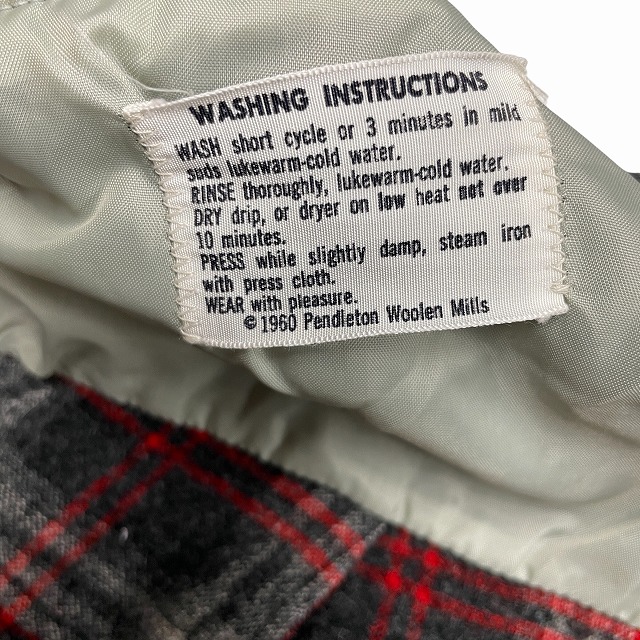 WASHING INSTRUCTIONS
WASH short cycle or 3 minutes in mild
suds lukewarm-cold water.
RINSE thoroughly, lukewarm-cold water.
DRY drip, or dryer on low heat not over
10 minutes.
PRESS while slightly damp, steam iron
with press cloth.
WEAR with pleasure.
© 1960 Pendleton Woolen Mills